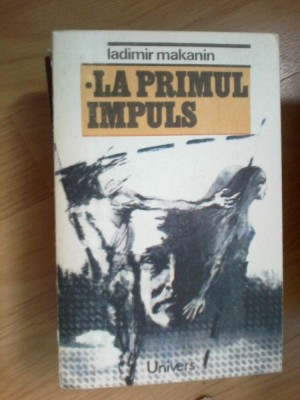 ladimir makanin
·LA PRIMUL
IMPULS
Univers